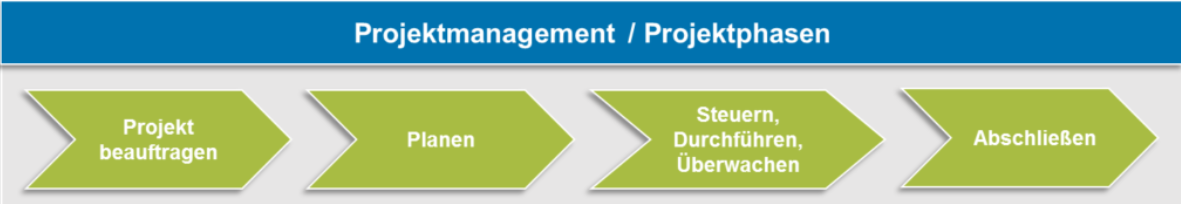 Projektmanagement / Projektphasen
Projekt
beauftragen
Planen
Steuern,
Durchführen,
Überwachen
Abschließen